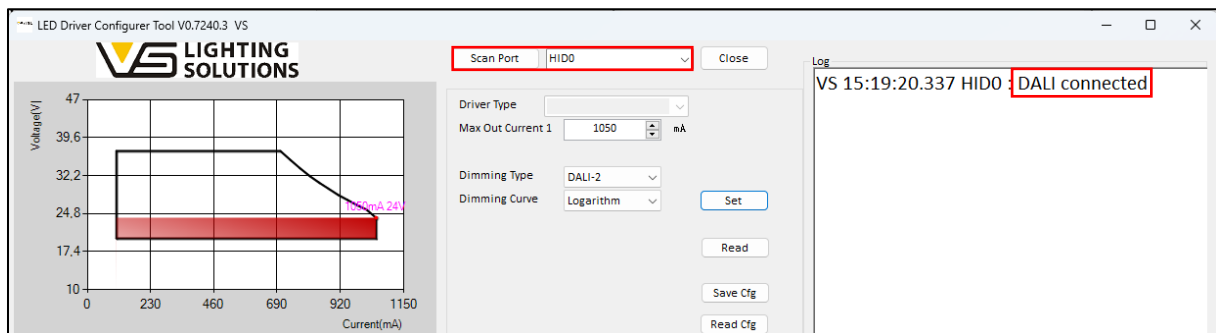 LED Driver Configurer Tool V0.7240.3 VS
VS LIGHTING
SOLUTIONS
Scan Port HID0 Close
Log
VS 15:19:20.337 HID0 : DALI connected
Driver Type
Max Out Current 1 1050 mA
Dimming Type DALI-2
Dimming Curve Logarithm Set
Read
Save Cfg
Read Cfg
Voltage[V]
47
39,6
32,2
24,8
17,4
10
1050mA 24V
0 230 460 690 920 1150
Current(mA)